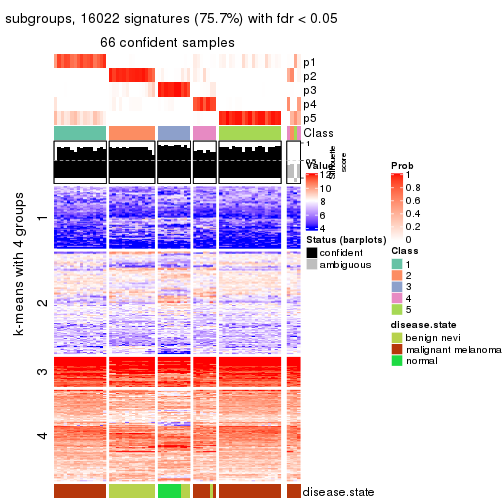 subgroups, 16022 signatures (75.7%) with fdr < 0.05
66 confident samples
p1
p2
p3
p4
p5
Class
1
0.5
Silhouette
score
k-means with 4 groups
1
2
3
4
disease.state
Value
12
10
8
6
4
Status (barplots)
confident
ambiguous
Prob
1
0.8
0.6
0.4
0.2
0
Class
1
2
3
4
5
disease.state
benign nevi
malignant melanoma
normal